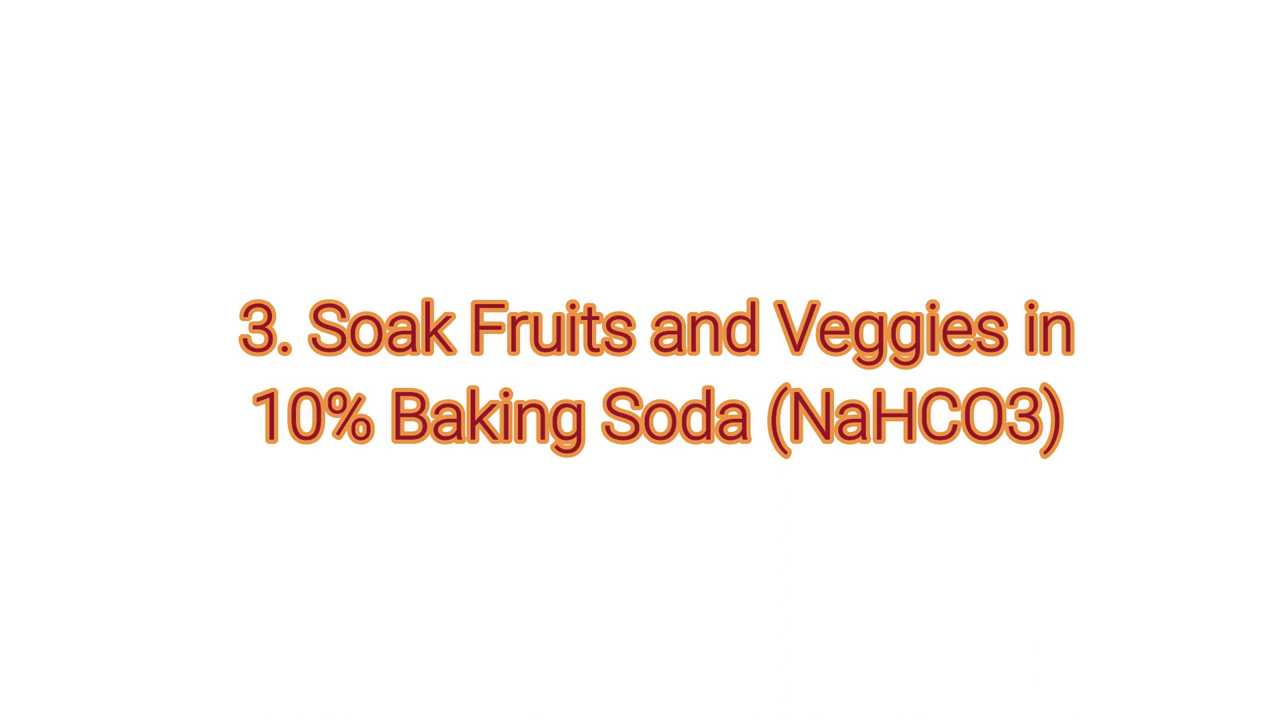 3. Soak Fruits and Veggies in
10% Baking Soda (NaHCO3)